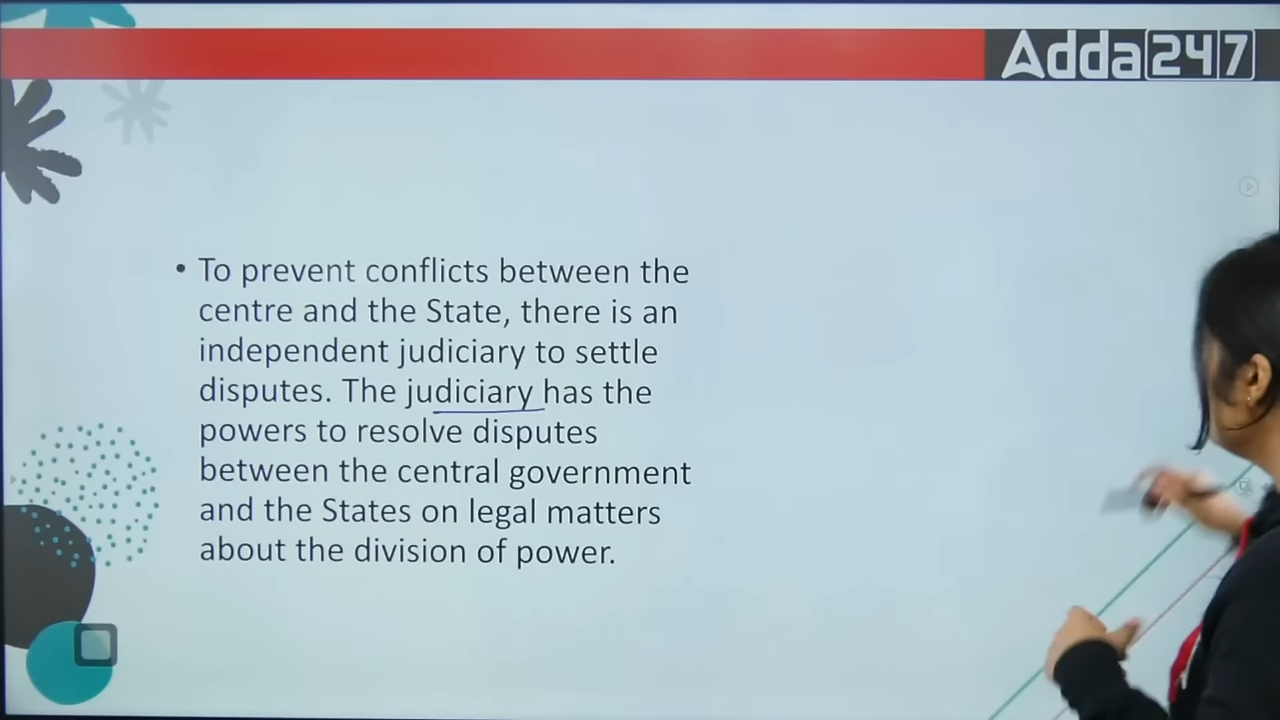 Adda247
• To prevent conflicts between the
centre and the State, there is an
independent judiciary to settle
disputes. The judiciary has the
powers to resolve disputes
between the central government
and the States on legal matters
about the division of power.